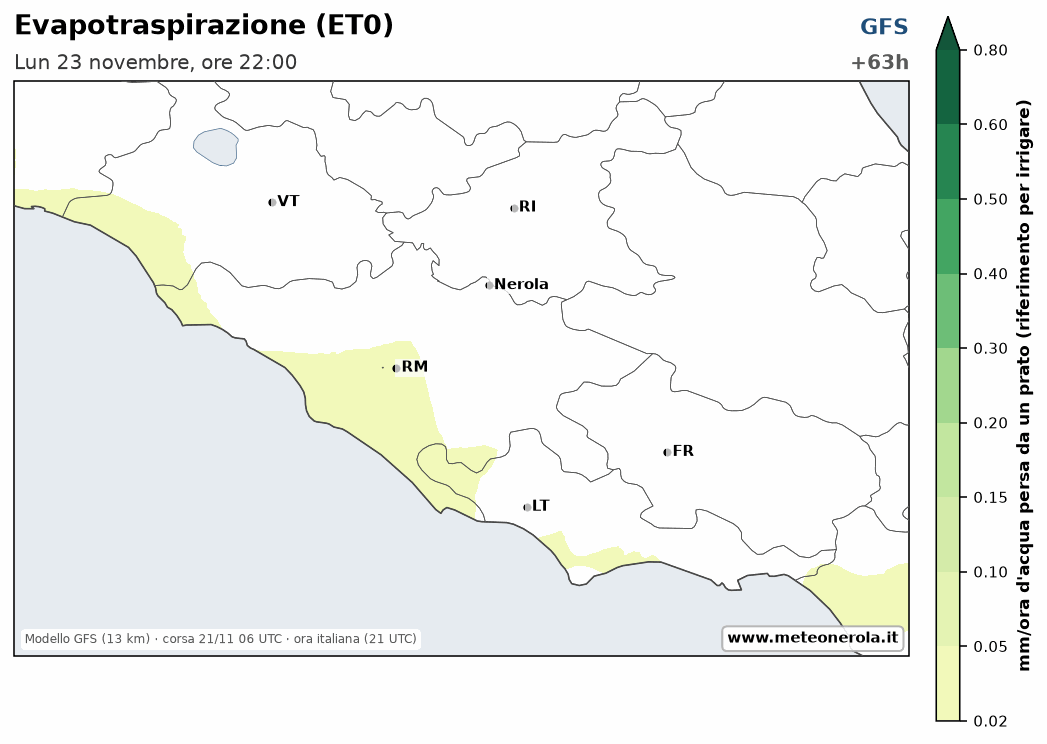 Evapotraspirazione (ET0)
GFS
Lun 23 novembre, ore 22:00
+63h
VT
RI
Nerola
RM
FR
LT
Modello GFS (13 km) · corsa 21/11 06 UTC · ora italiana (21 UTC)
www.meteonerola.it
0.80
0.60
0.50
0.40
0.30
0.20
0.15
0.10
0.05
0.02
mm/ora d'acqua persa da un prato (riferimento per irrigare)